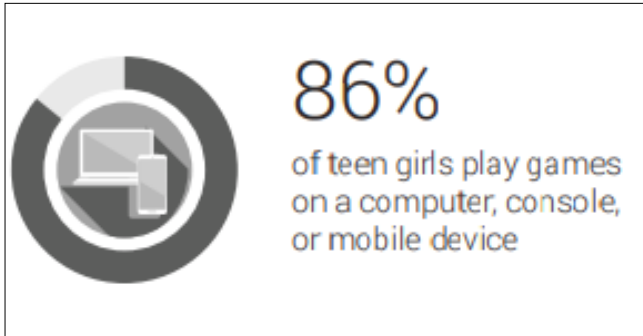 86%
of teen girls play games
on a computer, console,
or mobile device